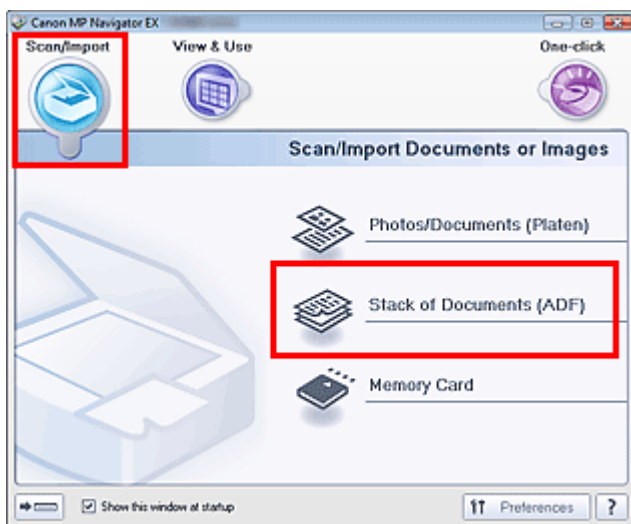 Canon MP Navigator EX
Scan/Import
View & Use
One-click
Scan/Import Documents or Images
Photos/Documents (Platen)
Stack of Documents (ADF)
Memory Card
Show this window at startup
Preferences
?